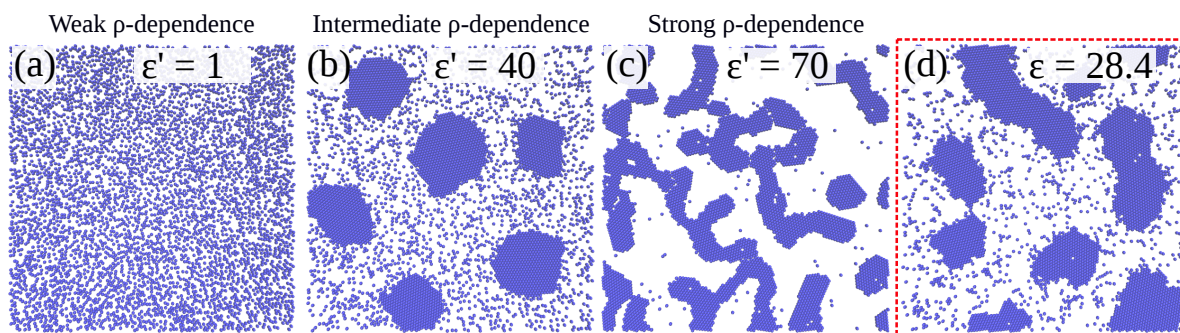 Weak ρ-dependence
Intermediate ρ-dependence
Strong ρ-dependence
(a) ε' = 1
(b) ε' = 40
(c) ε' = 70
(d) ε = 28.4